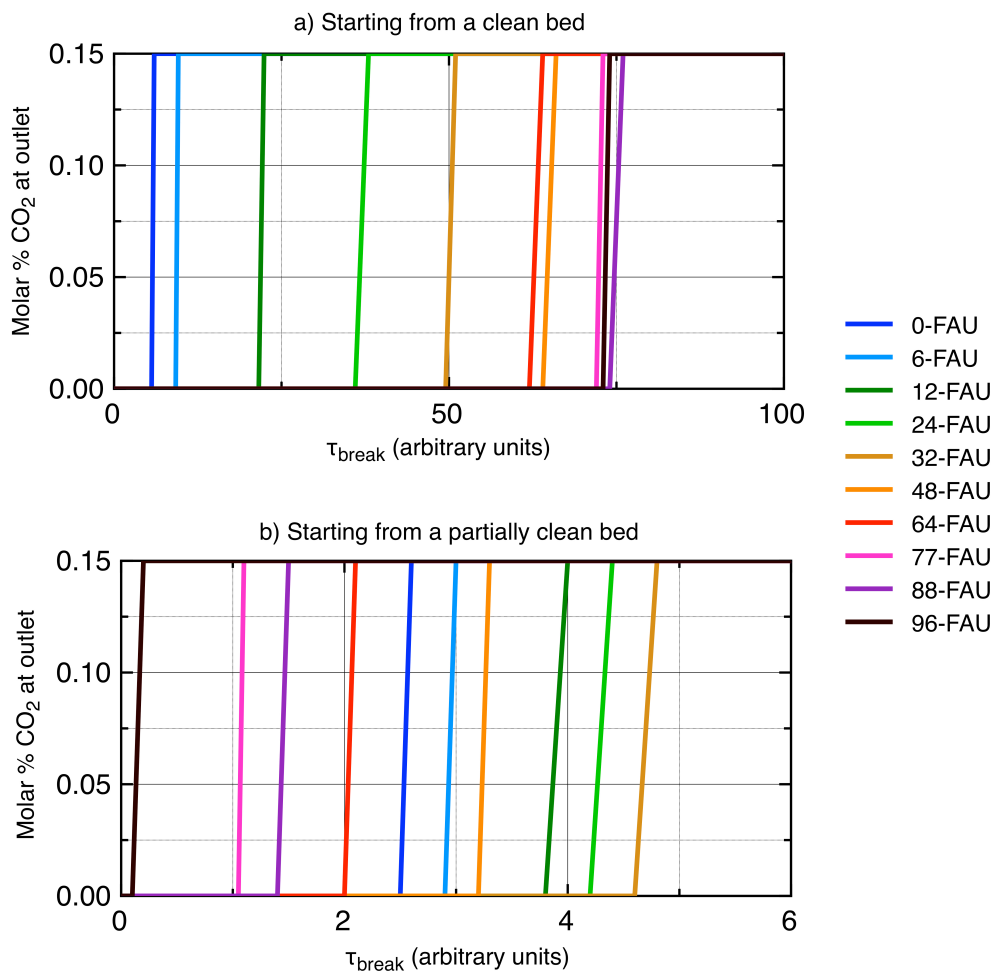 a) Starting from a clean bed
Molar % CO₂ at outlet
0.15
0.10
0.05
0.00
0
50
100
τbreak (arbitrary units)
0-FAU
6-FAU
12-FAU
24-FAU
32-FAU
48-FAU
64-FAU
77-FAU
88-FAU
96-FAU
b) Starting from a partially clean bed
Molar % CO₂ at outlet
0.15
0.10
0.05
0.00
0
2
4
6
τbreak (arbitrary units)